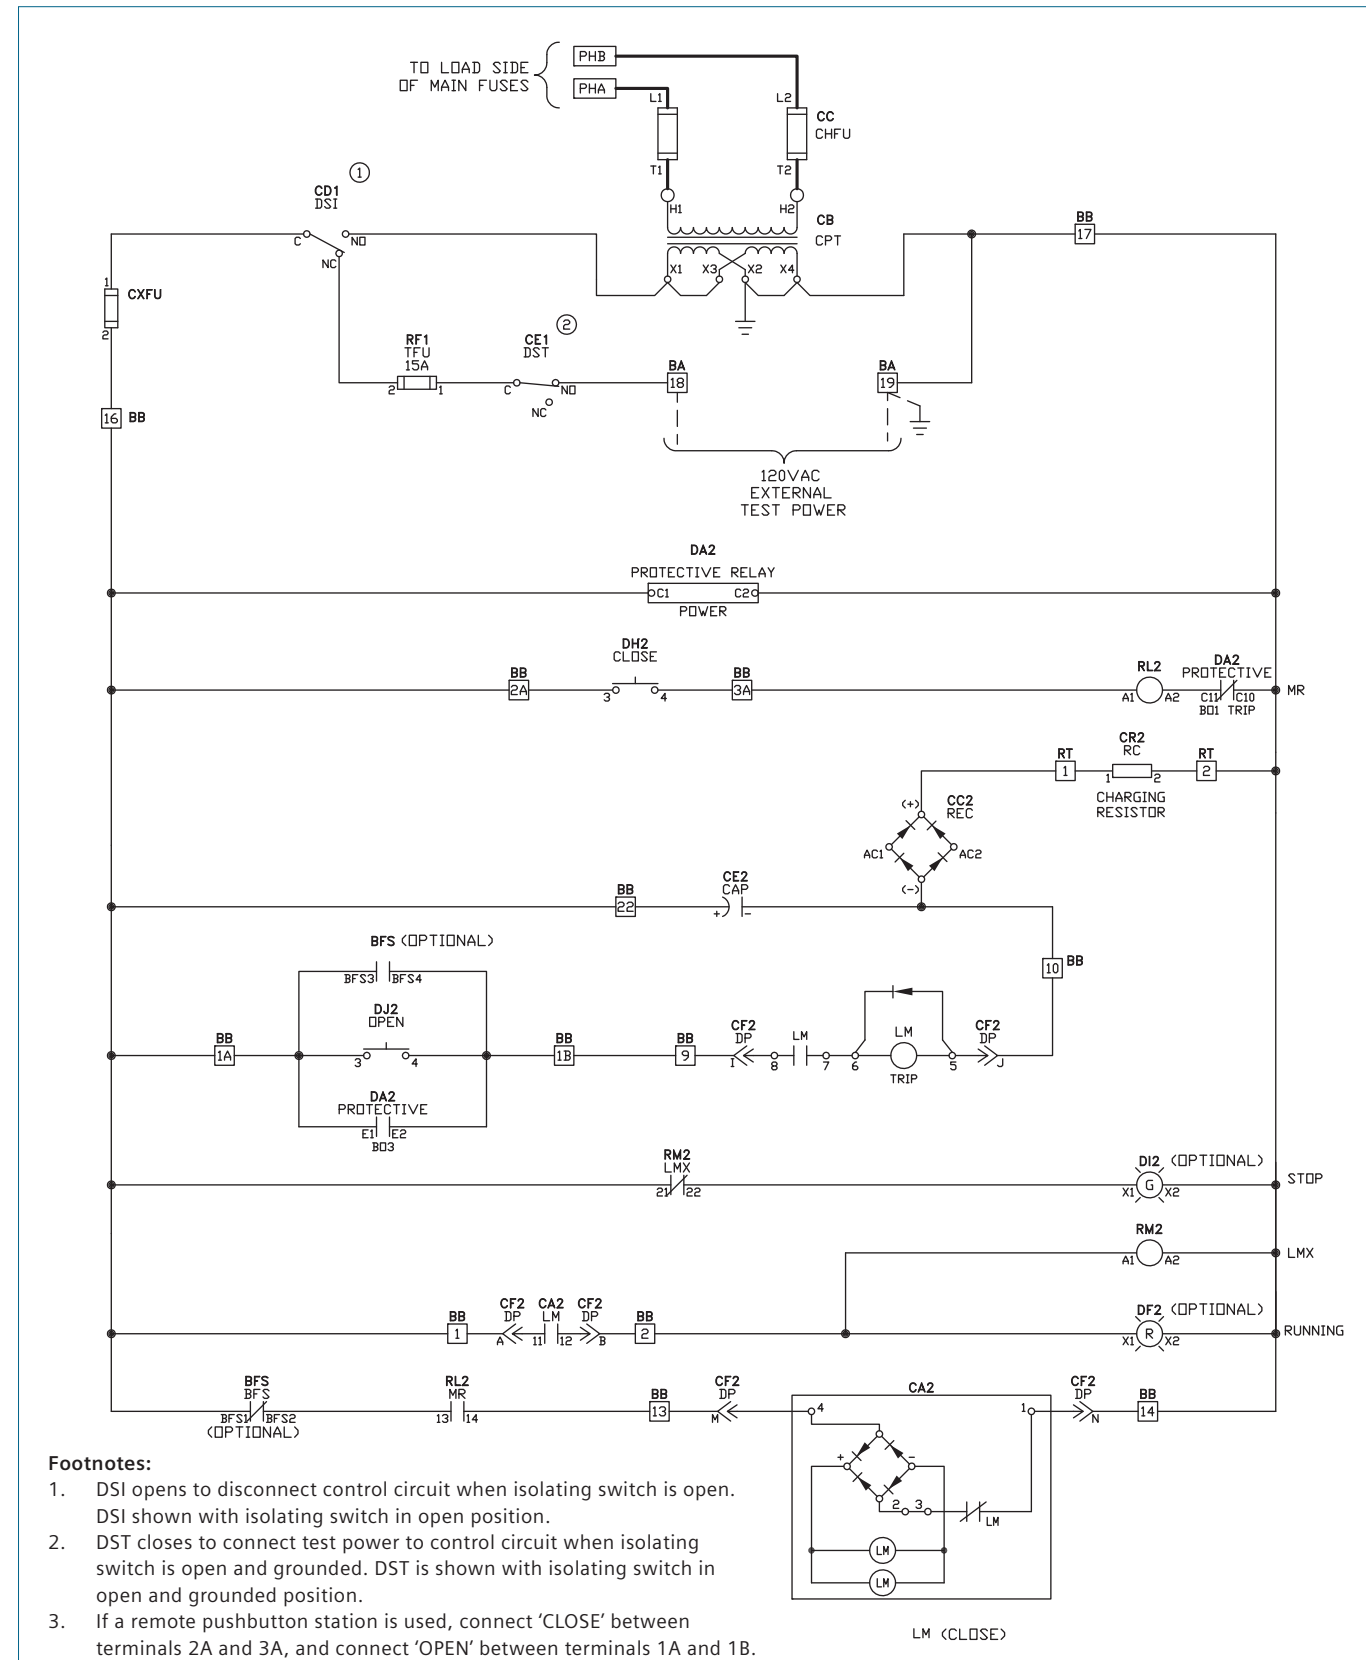 TO LOAD SIDE
OF MAIN FUSES
PHB
PHA
L1
L2
CC
CHFU
T1
T2
H1
H2
CB
CPT
X1 X3 X2 X4
1
CD1
DSI
C
NO
NC
BB
17
1
CXFU
2
2
RF1
TFU
15A
2
1
CE1
DST
C
NO
NC
BA
18
BA
19
16 BB
120VAC
EXTERNAL
TEST POWER
DA2
PROTECTIVE RELAY
C1 C2
POWER
BB
2A
DH2
CLOSE
3 4
BB
3A
RL2
A1 A2
DA2
PROTECTIVE
C11 C10
BO1 TRIP
MR
RT
1
CR2
RC
1 2
RT
2
CHARGING
RESISTOR
(+)
CC2
REC
AC1 AC2
(-)
BB
22
CE2
CAP
+ -
10 BB
BFS (OPTIONAL)
BFS3 BFS4
BB
1A
DJ2
OPEN
3 4
DA2
PROTECTIVE
E1 E2
BO3
BB
1B
BB
9
CF2
DP
I
8
LM
7
6
LM
TRIP
5
CF2
DP
J
RM2
LMX
21 22
DI2 (OPTIONAL)
X1 G X2
STOP
RM2
A1 A2
LMX
BB
1
CF2
DP
A
CA2
LM
11 12
CF2
DP
B
BB
2
DF2 (OPTIONAL)
X1 R X2
RUNNING
BFS
BFS
BFS1 BFS2
(OPTIONAL)
RL2
MR
13 14
BB
13
CF2
DP
M
CA2
4
1
+ -
2 3
LM
LM
LM
CF2
DP
N
BB
14
LM (CLOSE)
Footnotes:
1. DSI opens to disconnect control circuit when isolating switch is open.
DSI shown with isolating switch in open position.
2. DST closes to connect test power to control circuit when isolating
switch is open and grounded. DST is shown with isolating switch in
open and grounded position.
3. If a remote pushbutton station is used, connect ‘CLOSE’ between
terminals 2A and 3A, and connect ‘OPEN’ between terminals 1A and 1B.